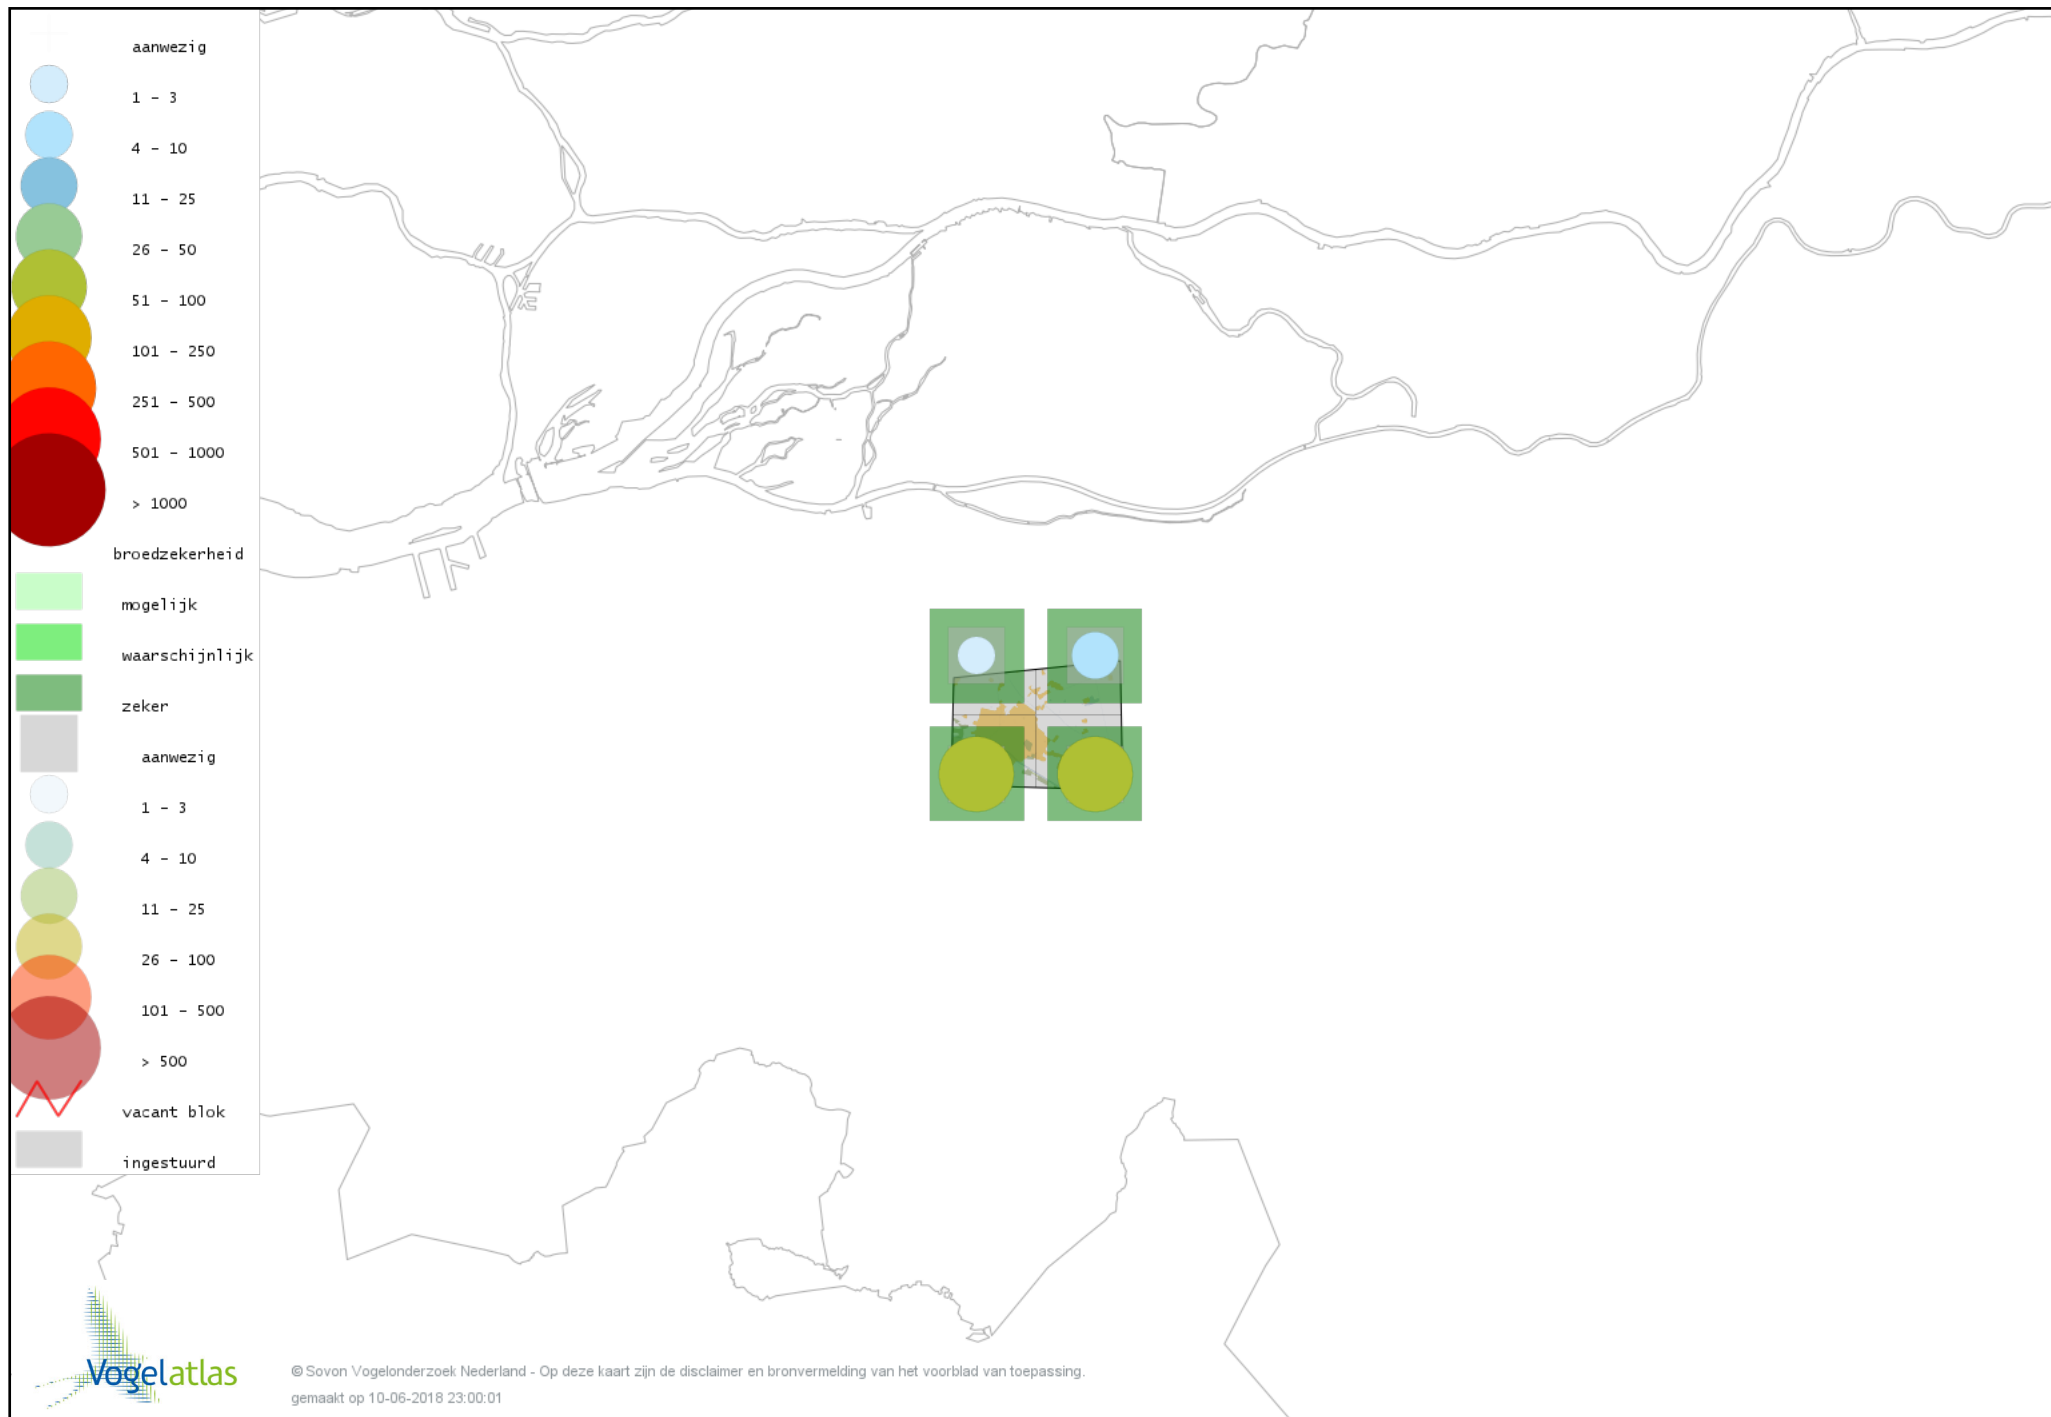 aanwezig
1 - 3
4 - 10
11 - 25
26 - 50
51 - 100
101 - 250
251 - 500
501 - 1000
> 1000
broedzekerheid
mogelijk
waarschijnlijk
zeker
aanwezig
1 - 3
4 - 10
11 - 25
26 - 100
101 - 500
> 500
vacant blok
ingestuurd
Vogelatlas
© Sovon Vogelonderzoek Nederland - Op deze kaart zijn de disclaimer en bronvermelding van het voorblad van toepassing.
gemaakt op 10-06-2018 23:00:01